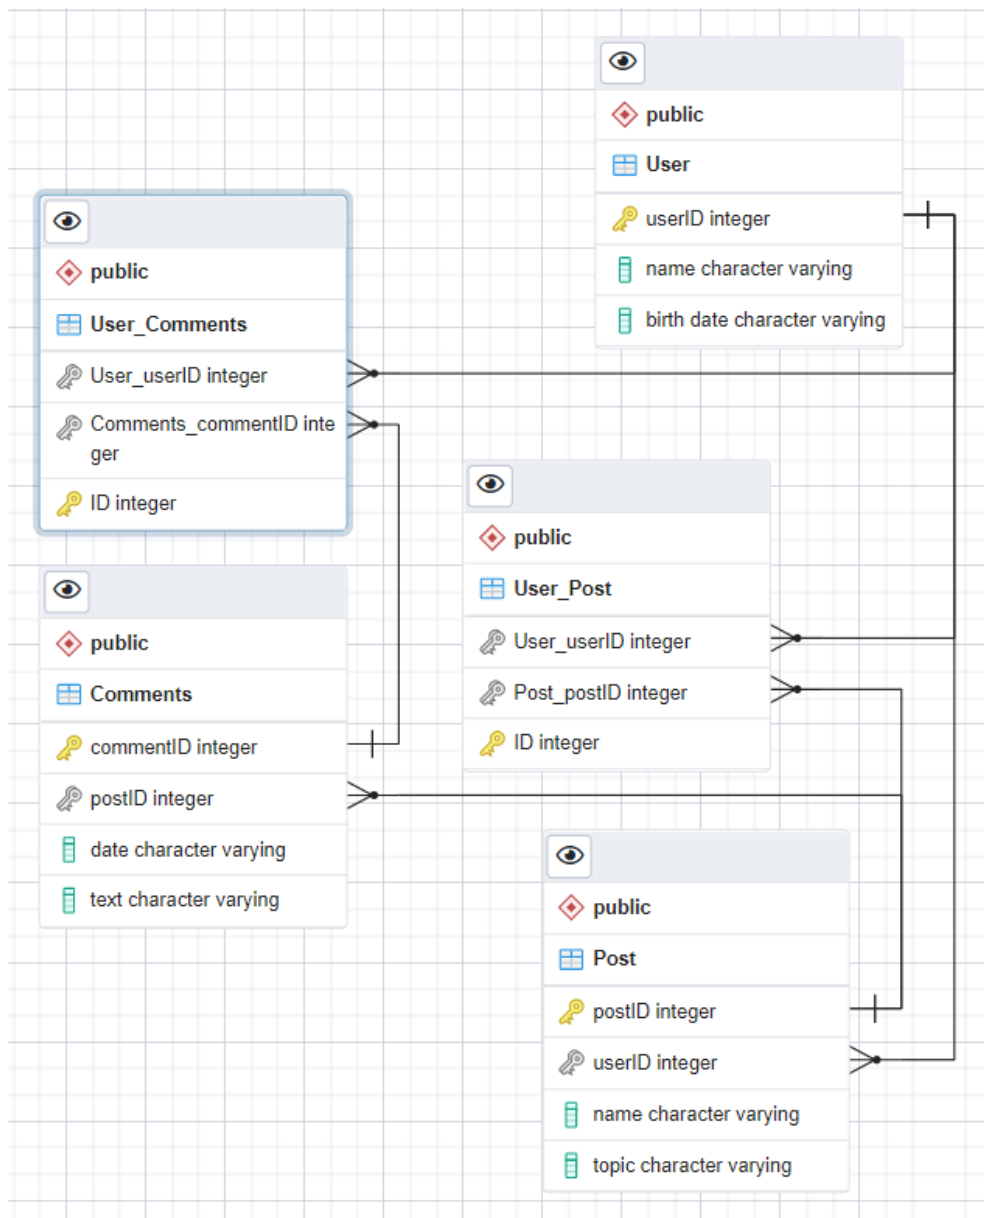 public
User
userID integer
name character varying
birth date character varying
public
User_Comments
User_userID integer
Comments_commentID inte
ger
ID integer
public
User_Post
User_userID integer
Post_postID integer
ID integer
public
Comments
commentID integer
postID integer
date character varying
text character varying
public
Post
postID integer
userID integer
name character varying
topic character varying